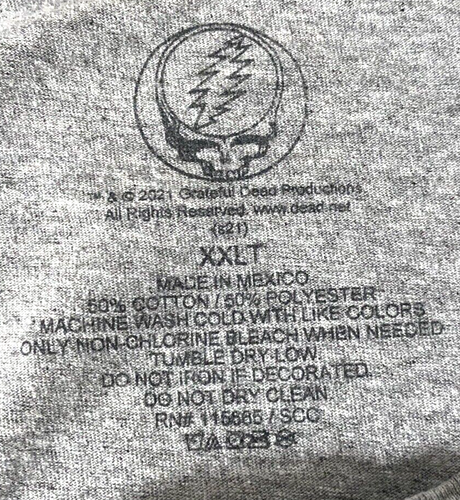 ™ & © 2021 Grateful Dead Productions
All Rights Reserved. www.dead.net
(s21)
XXLT
MADE IN MEXICO
50% COTTON / 50% POLYESTER
MACHINE WASH COLD WITH LIKE COLORS
ONLY NON-CHLORINE BLEACH WHEN NEEDED
TUMBLE DRY LOW
DO NOT IRON IF DECORATED.
DO NOT DRY CLEAN.
RN# 115665 / SCC